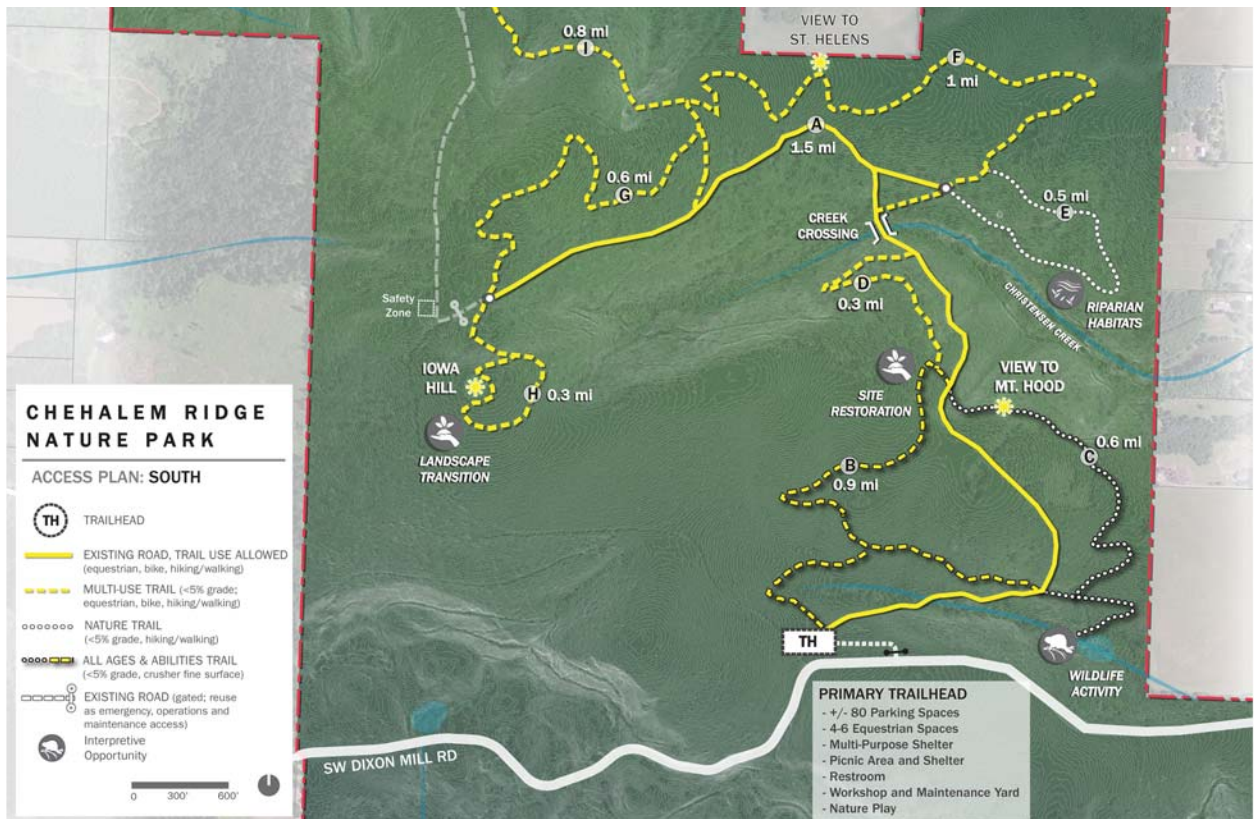 VIEW TO
ST. HELENS
0.8 mi
I
F
1 mi
A
1.5 mi
0.6 mi
G
0.5 mi
E
CREEK
CROSSING
D
0.3 mi
CHRISTENSEN CREEK
RIPARIAN
HABITATS
Safety
Zone
IOWA
HILL
H
0.3 mi
LANDSCAPE
TRANSITION
SITE
RESTORATION
VIEW TO
MT. HOOD
0.6 mi
C
B
0.9 mi
TH
WILDLIFE
ACTIVITY
SW DIXON MILL RD
CHEHALEM RIDGE
NATURE PARK
ACCESS PLAN: SOUTH
TH
TRAILHEAD
EXISTING ROAD, TRAIL USE ALLOWED
(equestrian, bike, hiking/walking)
MULTI-USE TRAIL (<5% grade;
equestrian, bike, hiking/walking)
NATURE TRAIL
(<5% grade, hiking/walking)
ALL AGES & ABILITIES TRAIL
(<5% grade, crusher fine surface)
EXISTING ROAD (gated; reuse
as emergency, operations and
maintenance access)
Interpretive
Opportunity
0 300' 600'
PRIMARY TRAILHEAD
- +/- 80 Parking Spaces
- 4-6 Equestrian Spaces
- Multi-Purpose Shelter
- Picnic Area and Shelter
- Restroom
- Workshop and Maintenance Yard
- Nature Play